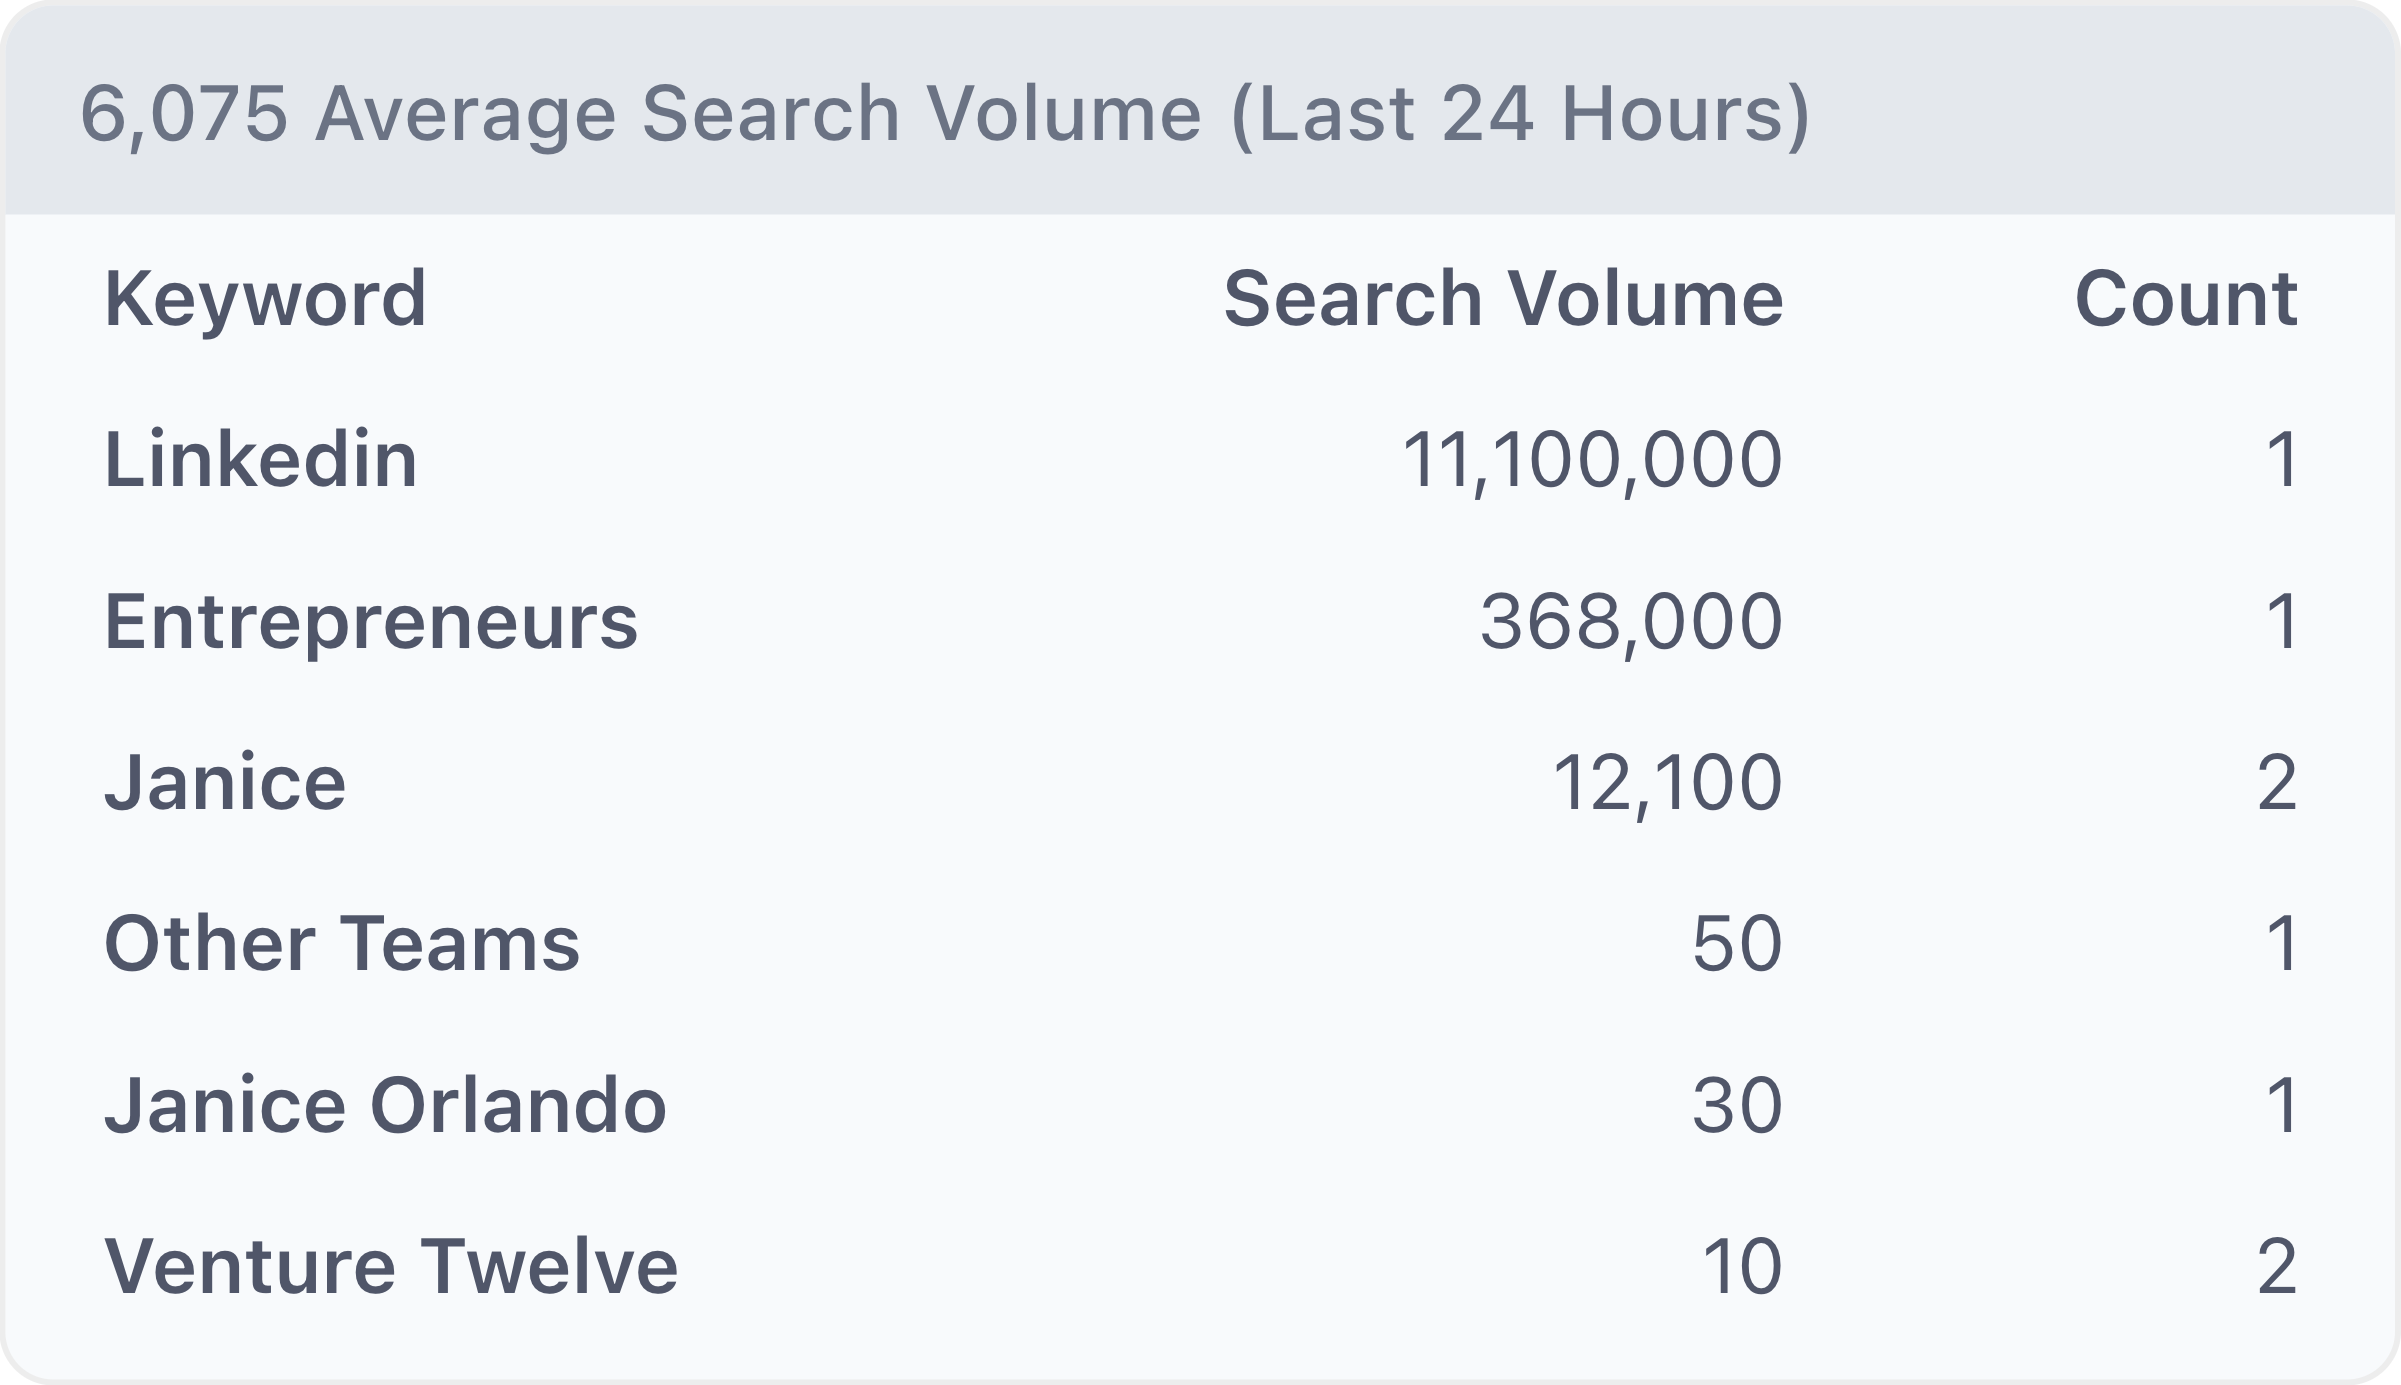 6,075 Average Search Volume (Last 24 Hours)
Keyword Search Volume Count
Linkedin 11,100,000 1
Entrepreneurs 368,000 1
Janice 12,100 2
Other Teams 50 1
Janice Orlando 30 1
Venture Twelve 10 2